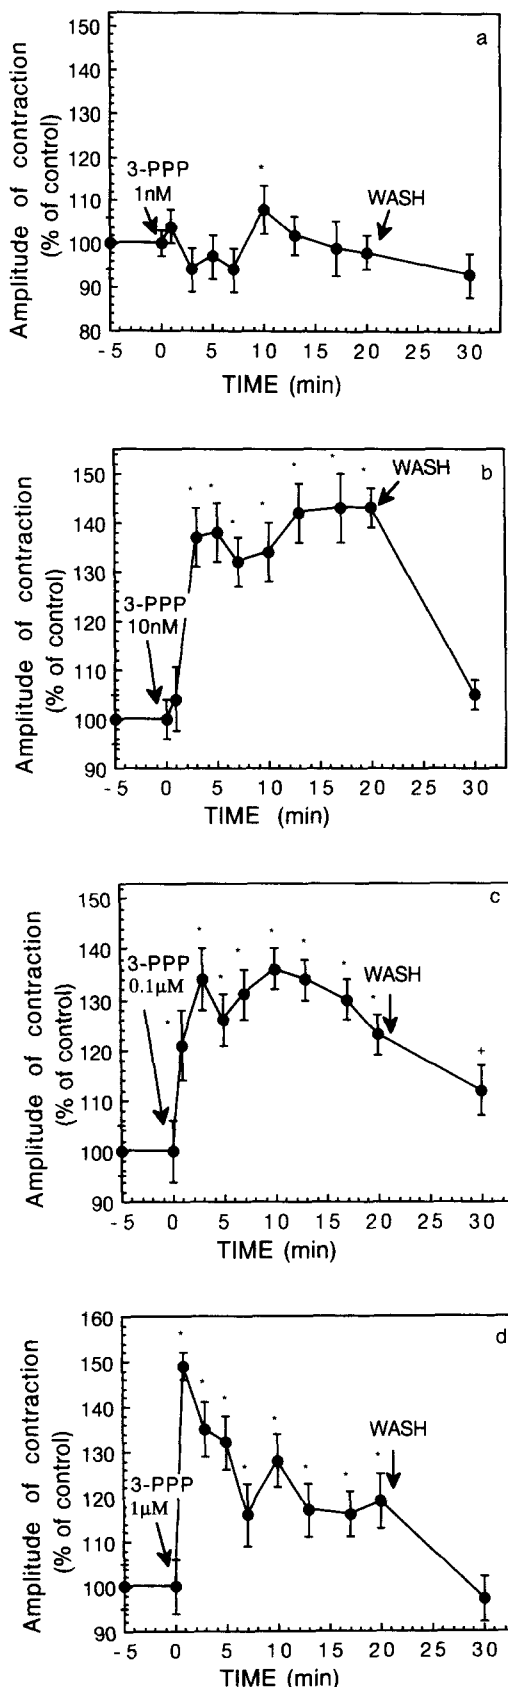 a
150
140
130
120
110
100
90
80
Amplitude of contraction
(% of control)
3-PPP
1nM
*
WASH
-5 0 5 10 15 20 25 30
TIME (min)
b
150
140
130
120
110
100
90
Amplitude of contraction
(% of control)
3-PPP
10nM
* * * * * * *
WASH
-5 0 5 10 15 20 25 30
TIME (min)
c
150
140
130
120
110
100
90
Amplitude of contraction
(% of control)
3-PPP
0.1µM
* * * * * * * *
WASH
+
-5 0 5 10 15 20 25 30
TIME (min)
d
160
150
140
130
120
110
100
90
Amplitude of contraction
(% of control)
3-PPP
1µM
* * * * * * * *
WASH
-5 0 5 10 15 20 25 30
TIME (min)